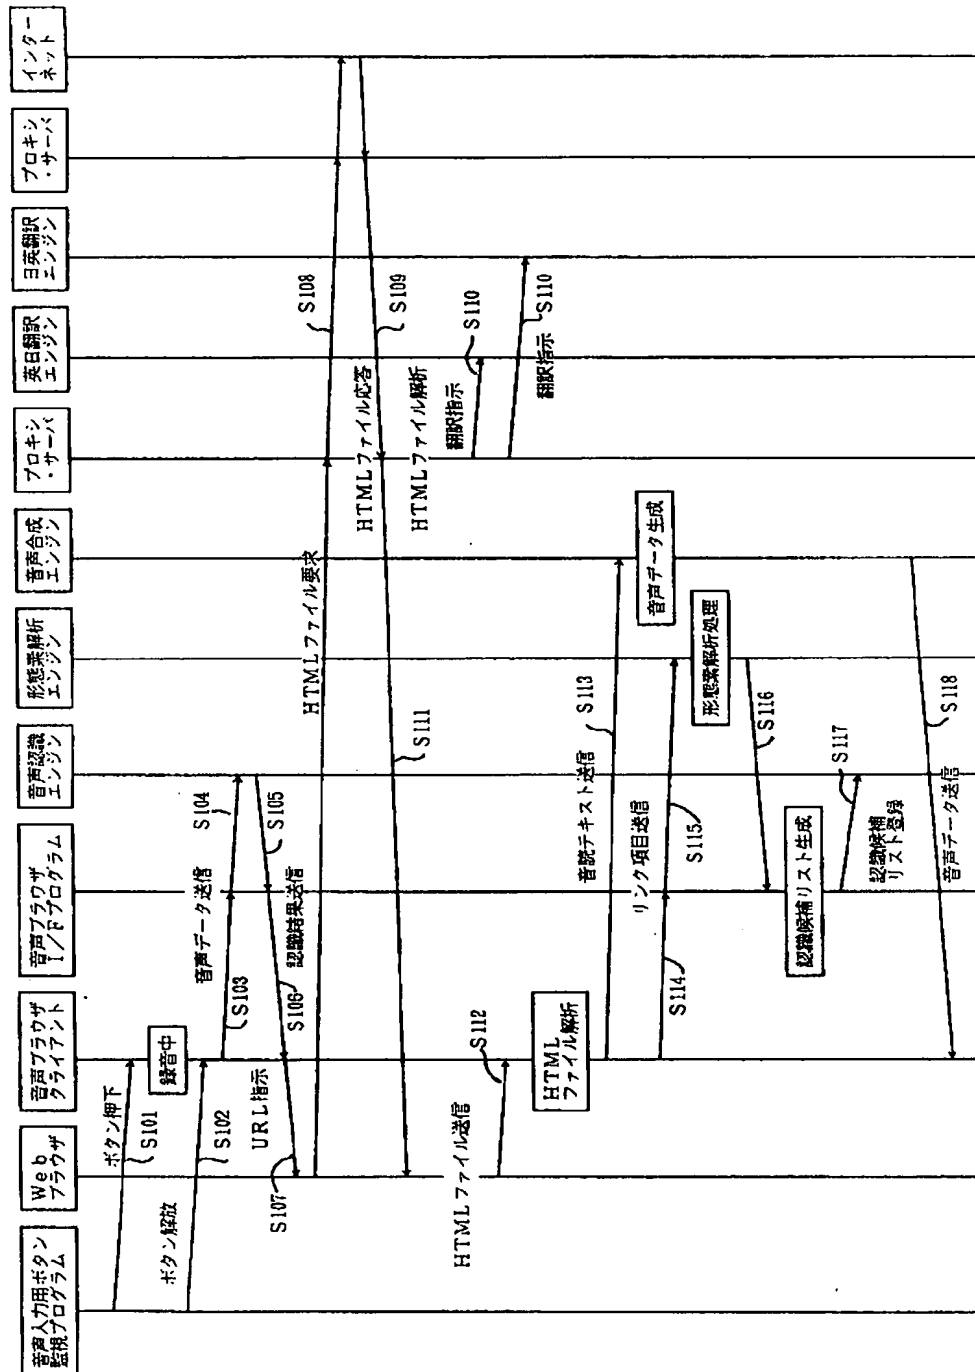 音声入力用ボタン
監視プログラム
Web
ブラウザ
音声ブラウザ
クライアント
音声ブラウザ
I/Fプログラム
音声認識
エンジン
形態素解析
エンジン
音声合成
エンジン
プロキシ
・サーバ
英日翻訳
エンジン
日英翻訳
エンジン
プロキシ
・サーバ
インター
ネット
ボタン押下
S101
録音中
ボタン解放
S102
音声データ送信
S103
S104
S105
認識結果送信
S106
URL指示
S107
HTMLファイル要求
S108
HTMLファイル応答
S109
HTMLファイル解析
S111
翻訳指示
S110
翻訳指示
S110
HTMLファイル送信
S112
HTML
ファイル解析
音読テキスト送信
S113
音声データ生成
リンク項目送信
S114
S115
形態素解析処理
S116
認識候補リスト生成
S117
認識候補
リスト登録
音声データ送信
S118